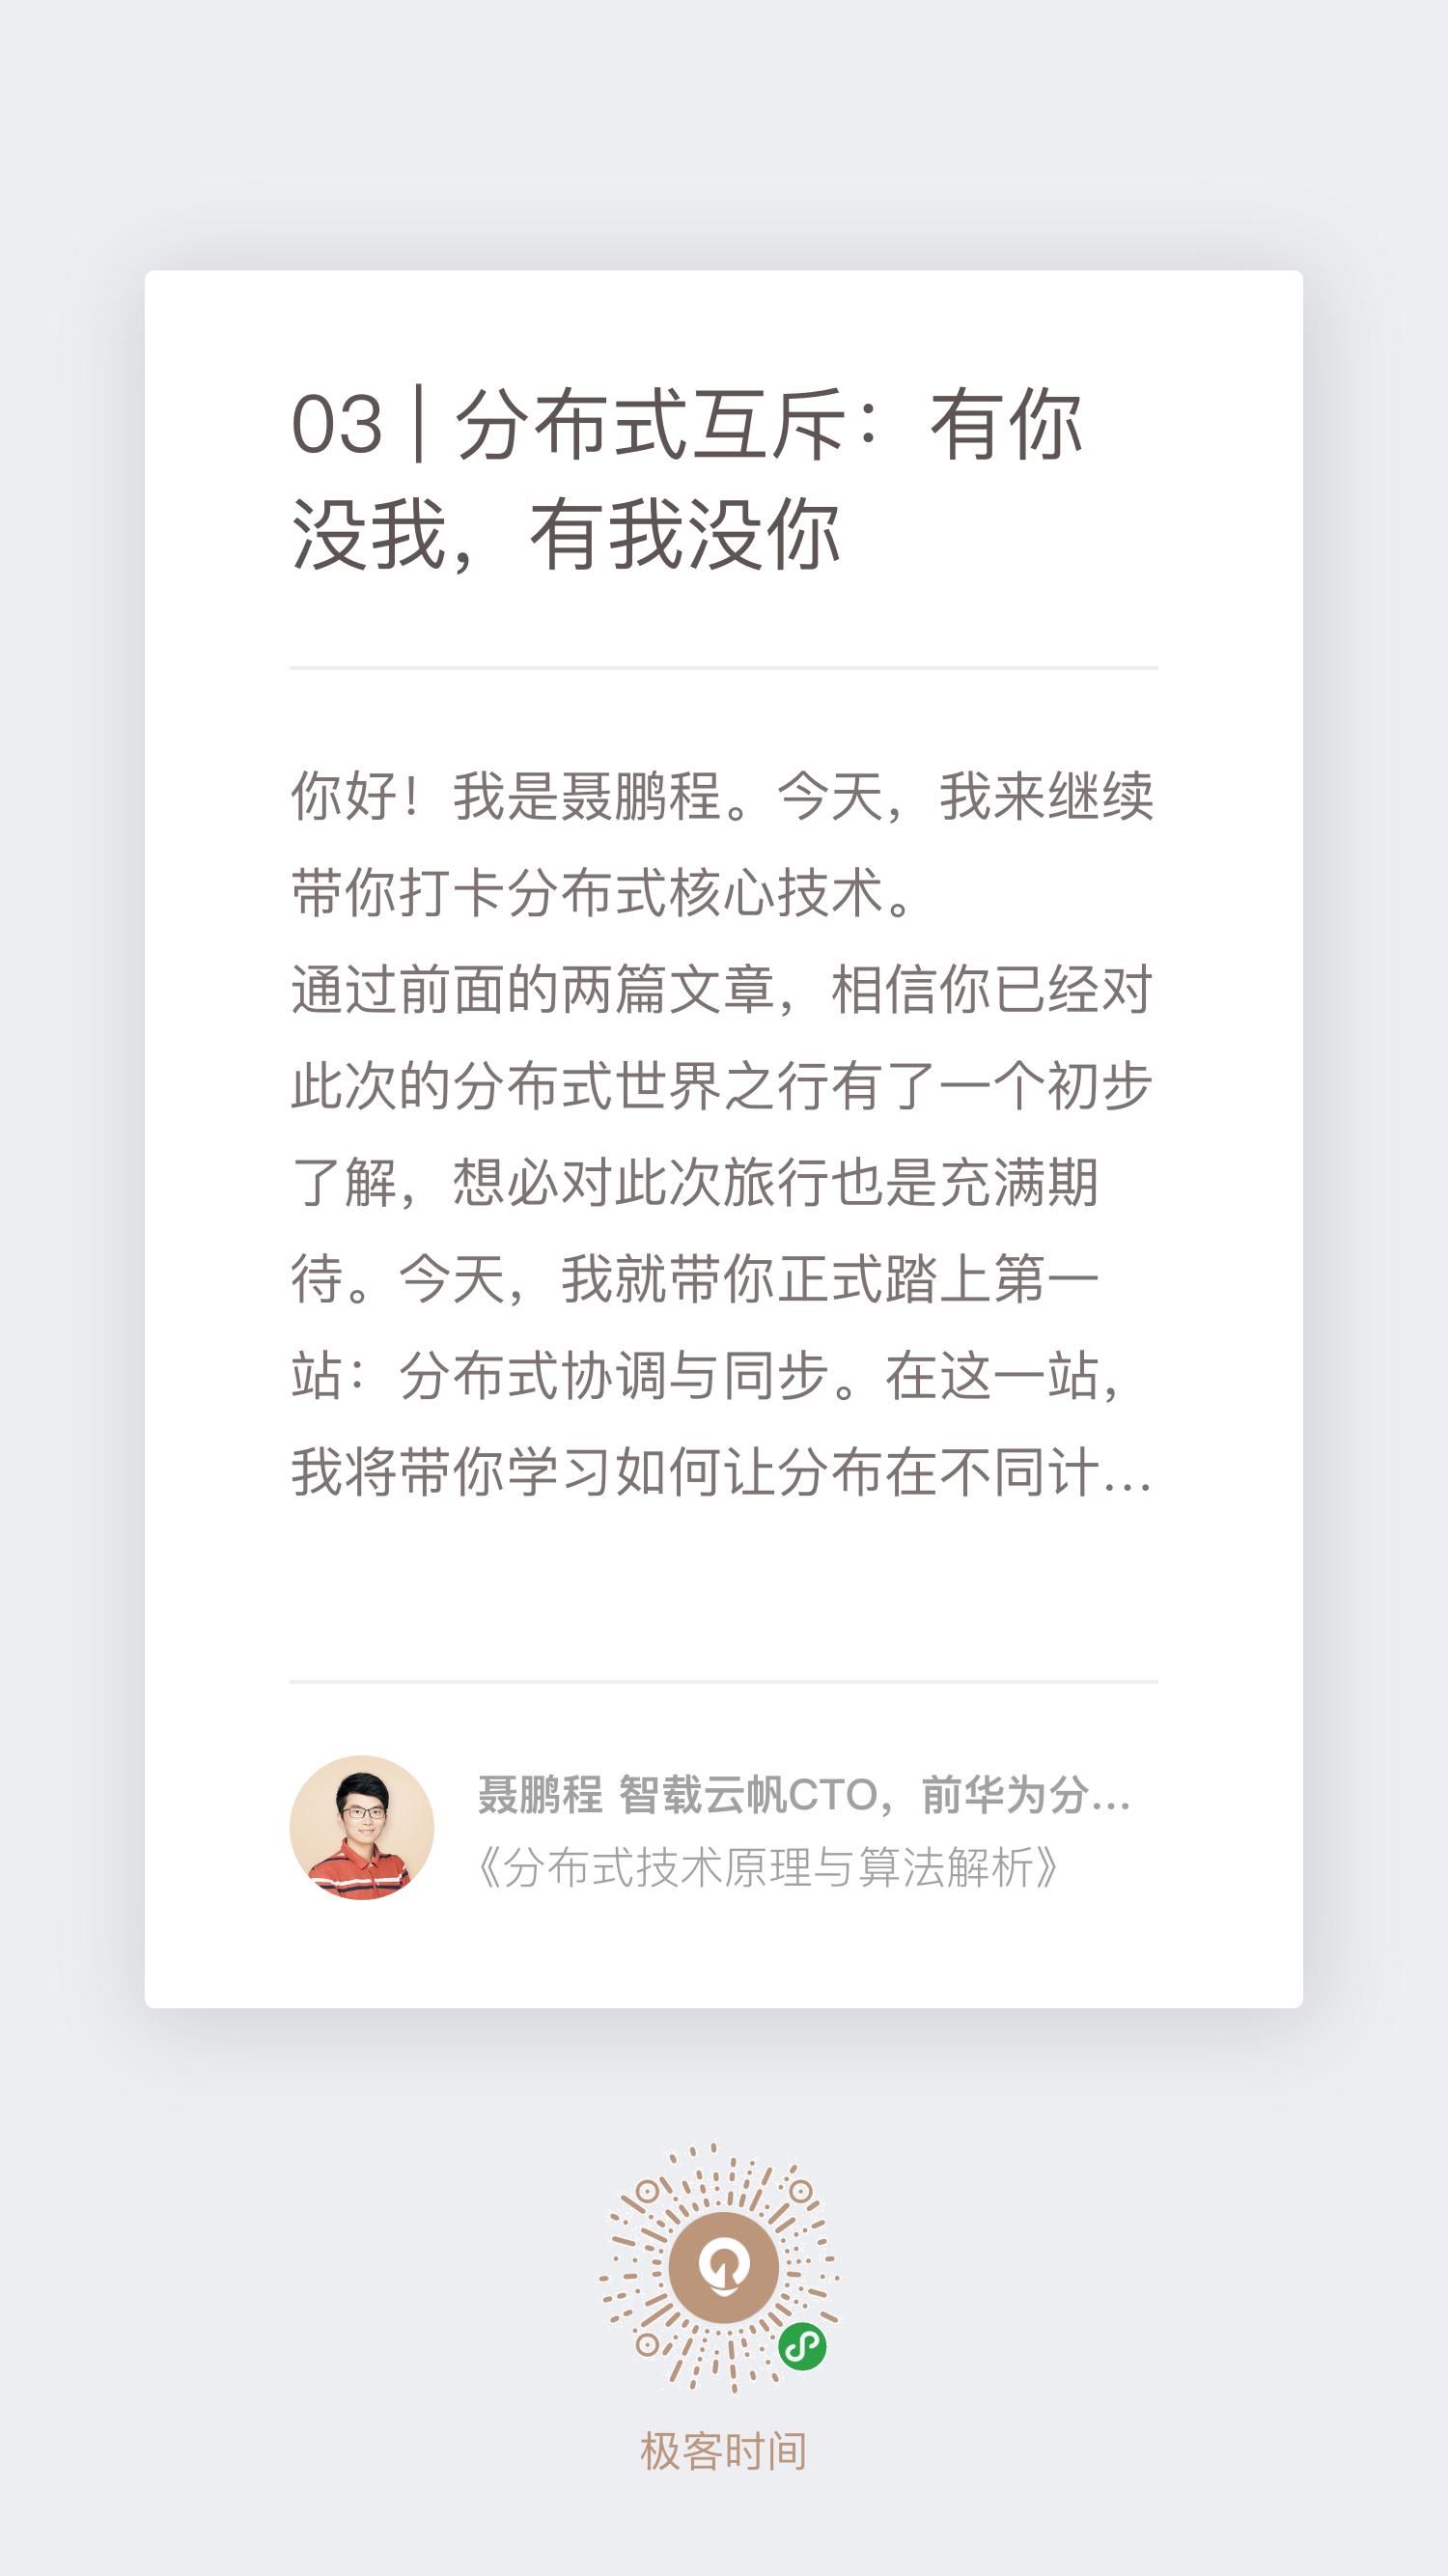 03 | 分布式互斥：有你
没我，有我没你
你好！我是聂鹏程。今天，我来继续
带你打卡分布式核心技术。
通过前面的两篇文章，相信你已经对
此次的分布式世界之行有了一个初步
了解，想必对此次旅行也是充满期
待。今天，我就带你正式踏上第一
站：分布式协调与同步。在这一站，
我将带你学习如何让分布在不同计…
聂鹏程 智载云帆CTO，前华为分…
《分布式技术原理与算法解析》
极客时间